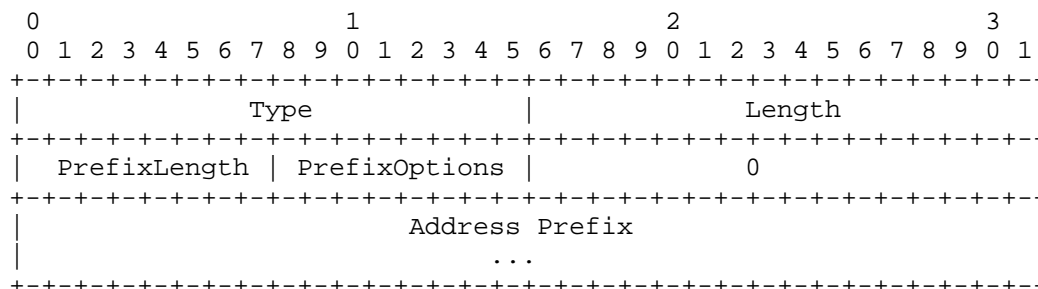 0                   1                   2                   3
 0 1 2 3 4 5 6 7 8 9 0 1 2 3 4 5 6 7 8 9 0 1 2 3 4 5 6 7 8 9 0 1
+-+-+-+-+-+-+-+-+-+-+-+-+-+-+-+-+-+-+-+-+-+-+-+-+-+-+-+-+-+-+-+-
|              Type             |             Length
+-+-+-+-+-+-+-+-+-+-+-+-+-+-+-+-+-+-+-+-+-+-+-+-+-+-+-+-+-+-+-+-
|  PrefixLength | PrefixOptions |             0
+-+-+-+-+-+-+-+-+-+-+-+-+-+-+-+-+-+-+-+-+-+-+-+-+-+-+-+-+-+-+-+-
|                        Address Prefix
|                             ...
+-+-+-+-+-+-+-+-+-+-+-+-+-+-+-+-+-+-+-+-+-+-+-+-+-+-+-+-+-+-+-+-